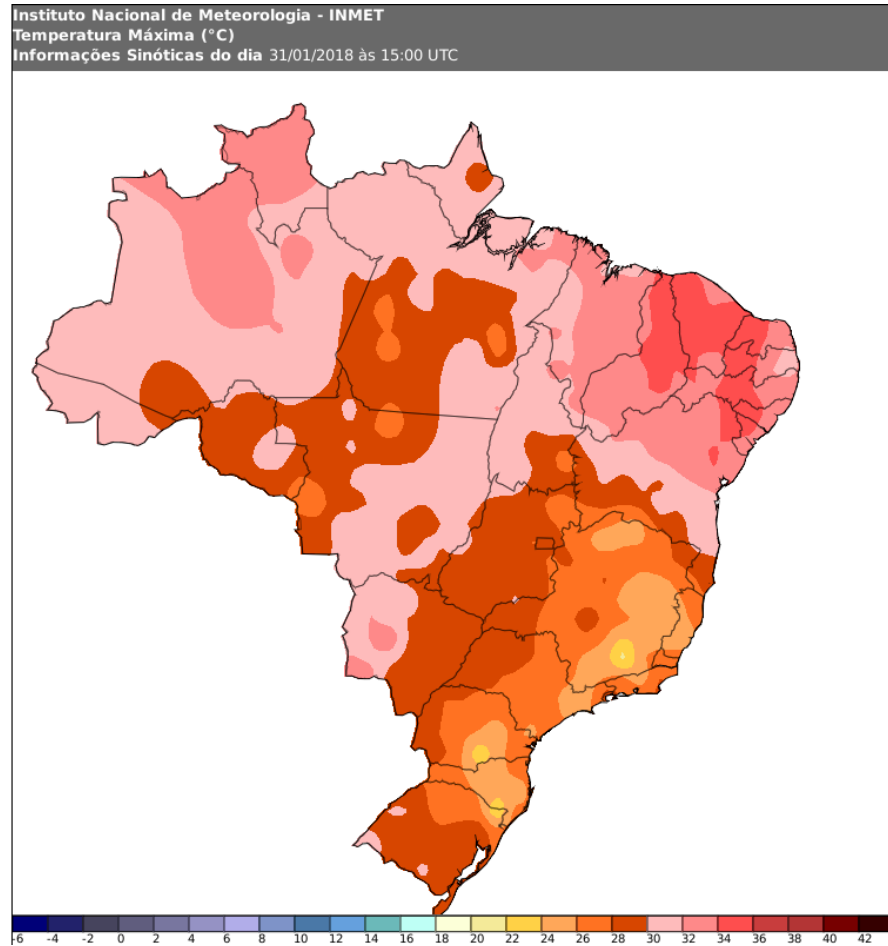 Instituto Nacional de Meteorologia - INMET
Temperatura Máxima (°C)
Informações Sinóticas do dia 31/01/2018 às 15:00 UTC
-6 -4 -2 0 2 4 6 8 10 12 14 16 18 20 22 24 26 28 30 32 34 36 38 40 42